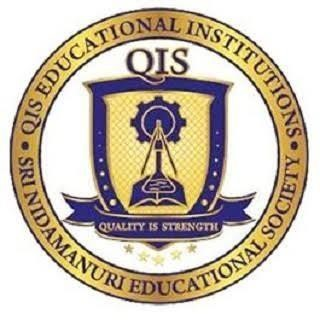 QIS EDUCATIONAL INSTITUTIONS
QIS
QUALITY IS STRENGTH
SRI NIDAMANURI EDUCATIONAL SOCIETY